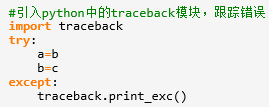 #引入python中的traceback模块，跟踪错误
import traceback
try:
    a=b
    b=c
except:
    traceback.print_exc()